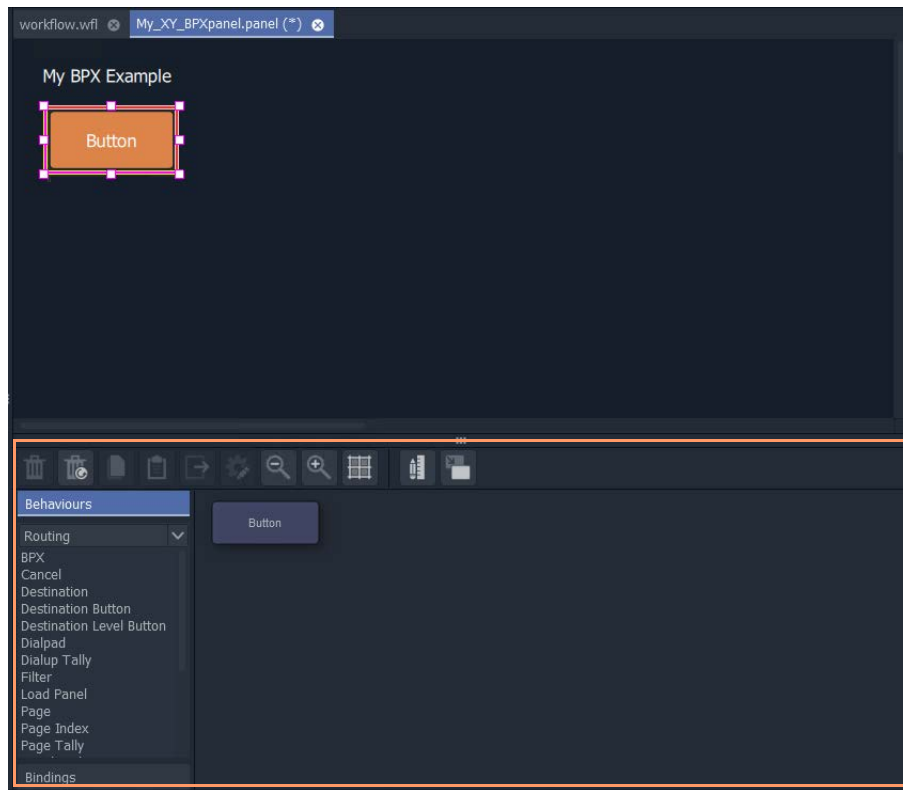 workflow.wfl My_XY_BPXpanel.panel (*)
My BPX Example
Button
Behaviours
Button
Routing
BPX
Cancel
Destination
Destination Button
Destination Level Button
Dialpad
Dialup Tally
Filter
Load Panel
Page
Page Index
Page Tally
Bindings